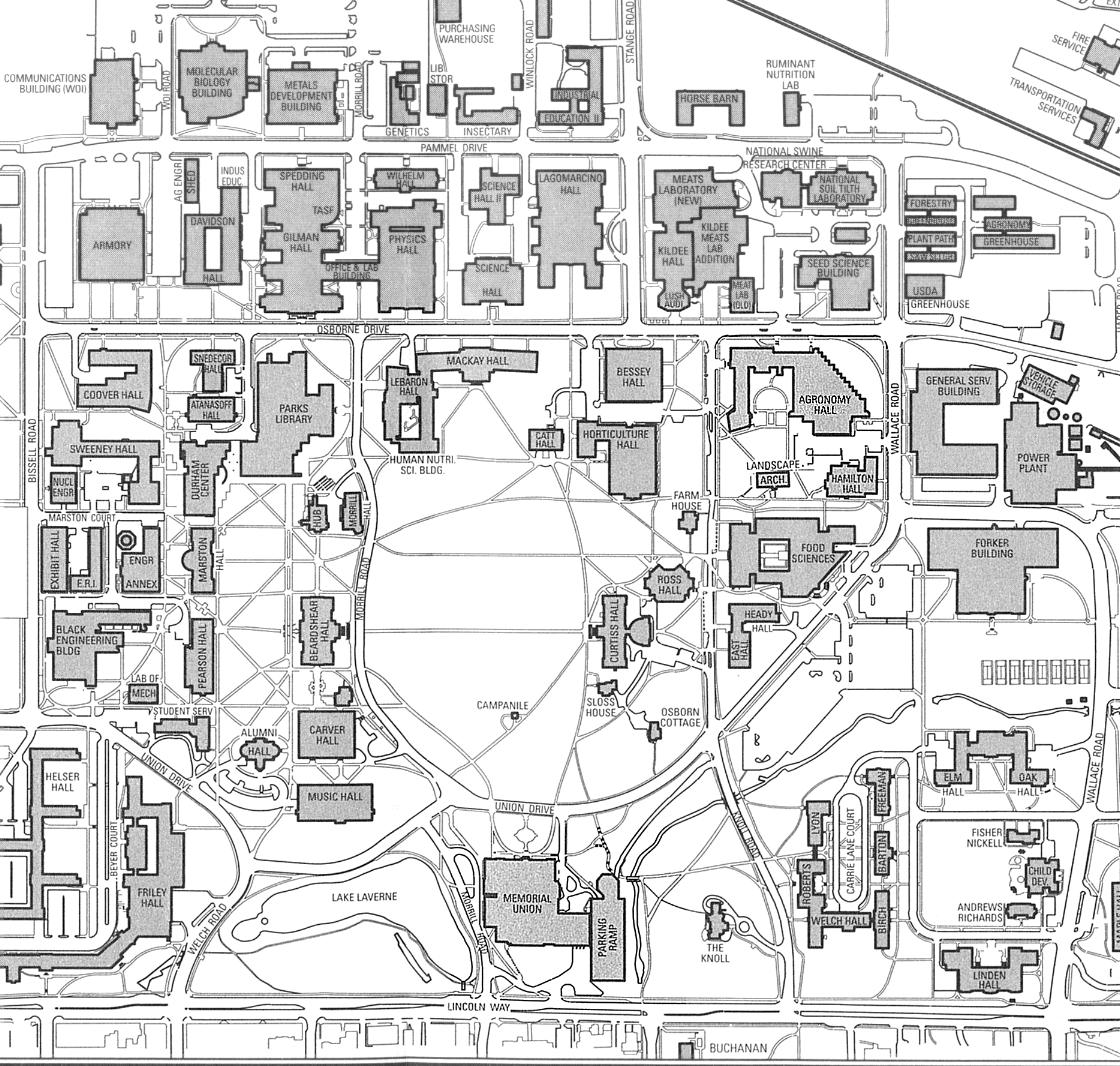 PURCHASING
WAREHOUSE
WINLOCK ROAD
STANGE ROAD
FIRE
SERVICE
TRANSPORTATION
SERVICES
COMMUNICATIONS
BUILDING (WOI)
WOI ROAD
MOLECULAR
BIOLOGY
BUILDING
METALS
DEVELOPMENT
BUILDING
MORRILL RD
LIB
STOR
GENETICS
INSECTARY
INDUSTRIAL
EDUCATION II
HORSE BARN
RUMINANT
NUTRITION
LAB
PAMMEL DRIVE
NATIONAL SWINE
RESEARCH CENTER
AG ENGR
SHED
INDUS
EDUC.
SPEDDING
HALL
TASF
WILHELM
HALL
SCIENCE
HALL II
LAGOMARCINO
HALL
MEATS
LABORATORY
(NEW)
NATIONAL
SOIL TILTH
LABORATORY
FORESTRY
GREENHOUSE
PLANT PATH
AGRONOMY
GREENHOUSE
ARMORY
DAVIDSON
HALL
GILMAN
HALL
PHYSICS
HALL
OFFICE & LAB
BUILDING
SCIENCE
HALL
KILDEE
HALL
KILDEE
MEATS
LAB
ADDITION
LUSH
AUD.
MEAT
LAB
(OLD)
SEED SCIENCE
BUILDING
USDA
GREENHOUSE
OSBORNE DRIVE
COOVER HALL
SNEDECOR
HALL
ATANASOFF
HALL
PARKS
LIBRARY
LEBARON
HALL
MACKAY HALL
BESSEY
HALL
AGRONOMY
HALL
WALLACE ROAD
GENERAL SERV.
BUILDING
VEHICLE
STORAGE
BISSELL ROAD
SWEENEY HALL
DURHAM
CENTER
HUMAN NUTRI.
SCI. BLDG.
CATT
HALL
HORTICULTURE
HALL
LANDSCAPE
ARCH.
HAMILTON
HALL
POWER
PLANT
NUCL
ENGR
MARSTON COURT
HUB
MORRILL
HALL
FARM
HOUSE
EXHIBIT HALL
E.R.I.
ENGR
ANNEX
MARSTON
HALL
MORRILL ROAD
FOOD
SCIENCES
FORKER
BUILDING
ROSS
HALL
BLACK
ENGINEERING
BLDG
PEARSON HALL
BEARDSHEAR
HALL
CURTISS HALL
HEADY
HALL
EAST
HALL
LAB OF
MECH
STUDENT SERV
CAMPANILE
SLOSS
HOUSE
OSBORN
COTTAGE
ALUMNI
HALL
CARVER
HALL
UNION DRIVE
HELSER
HALL
MUSIC HALL
UNION DRIVE
KNOLL ROAD
ELM
HALL
OAK
HALL
WALLACE ROAD
LYON
FREEMAN
CARRIE LANE COURT
BARTON
ROBERTS
WELCH HALL
BIRCH
FISHER
NICKELL
CHILD
DEV.
ANDREWS
RICHARDS
BEYER COURT
FRILEY
HALL
WELCH ROAD
LAKE LAVERNE
MORRILL
ROAD
MEMORIAL
UNION
PARKING
RAMP
THE
KNOLL
LINDEN
HALL
LINCOLN WAY
BUCHANAN